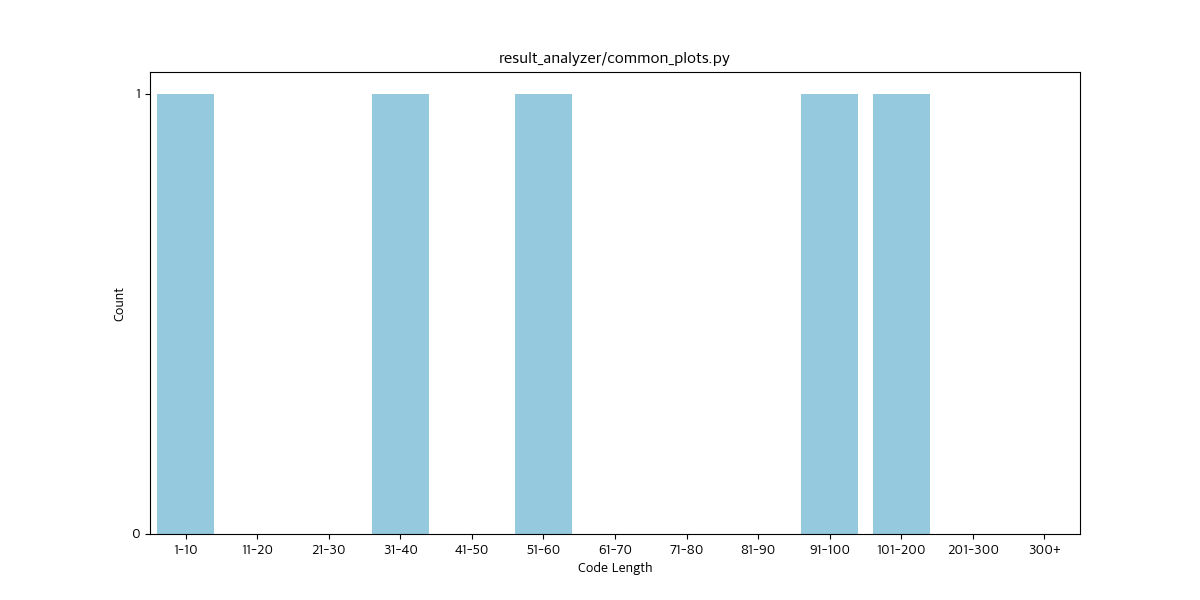 result_analyzer/common_plots.py
1
Count
0
1-10 11-20 21-30 31-40 41-50 51-60 61-70 71-80 81-90 91-100 101-200 201-300 300+
Code Length